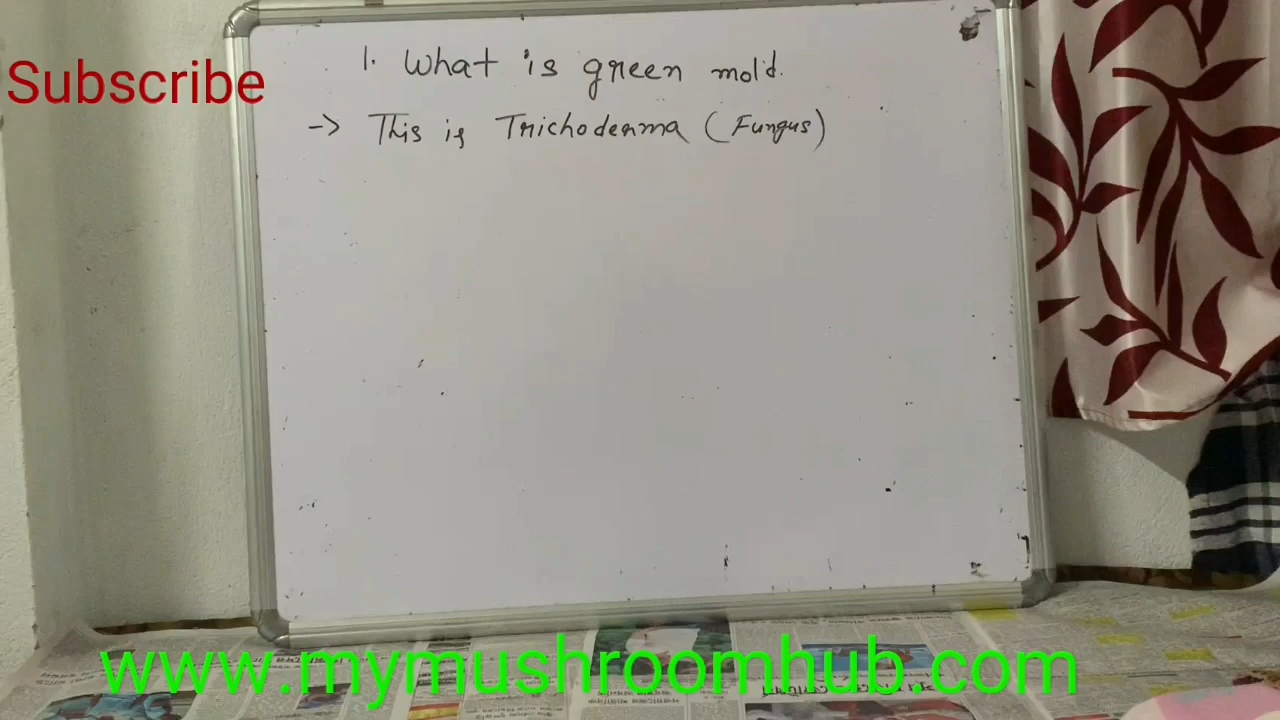 Subscribe
1. What is green mold.
-> This is Trichoderma (Fungus)
www.mymushroomhub.com